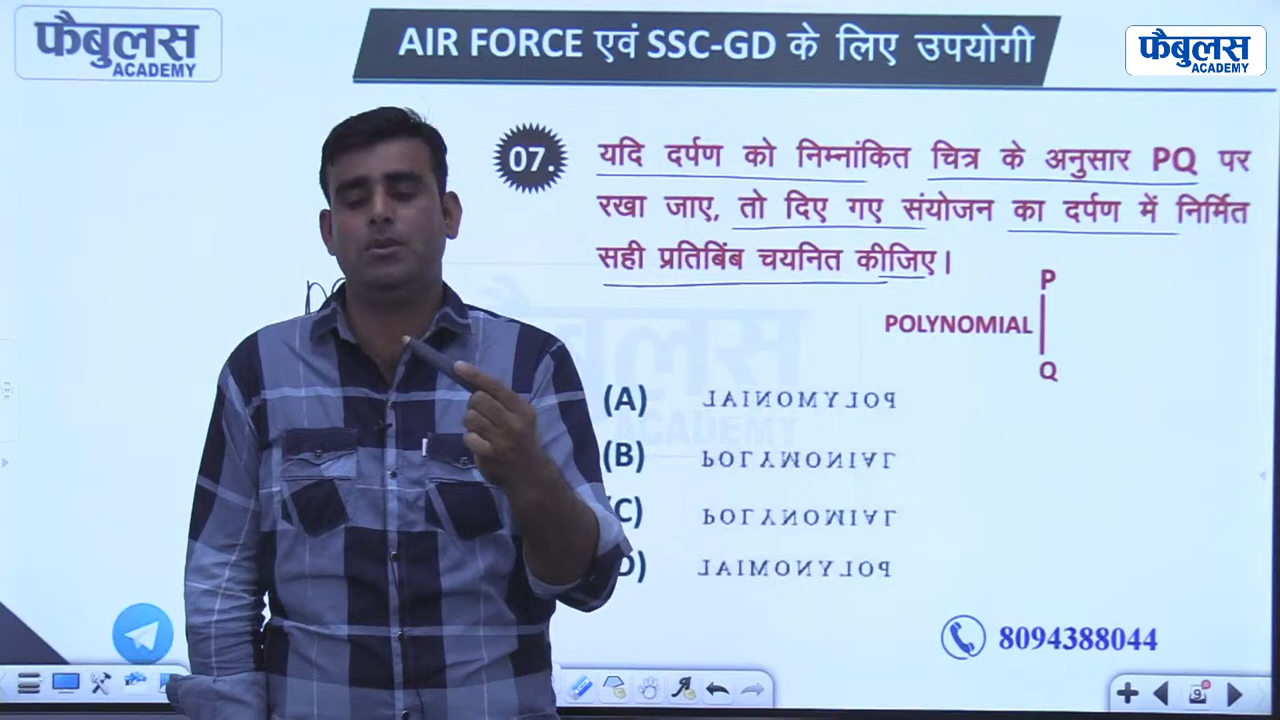 फैबुलस
ACADEMY
AIR FORCE एवं SSC-GD के लिए उपयोगी
फैबुलस
ACADEMY
07. यदि दर्पण को निम्नांकित चित्र के अनुसार PQ पर
रखा जाए, तो दिए गए संयोजन का दर्पण में निर्मित
सही प्रतिबिंब चयनित कीजिए।
P
POLYNOMIAL
Q
(A)
(B)
C)
D)
8094388044
9